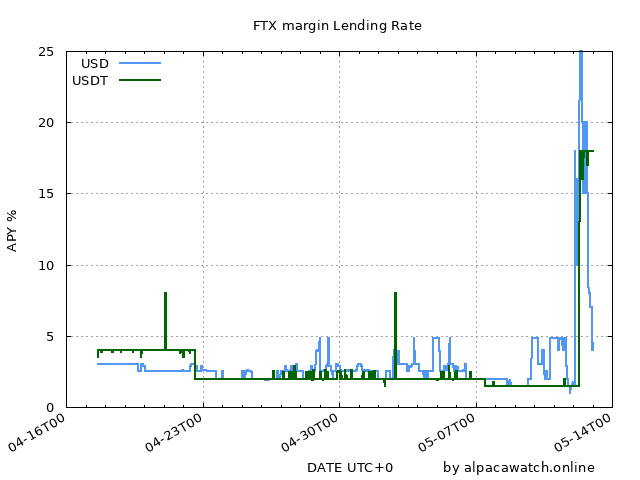 FTX margin Lending Rate
USD
USDT
APY %
25
20
15
10
5
0
04-16T00
04-23T00
04-30T00
05-07T00
05-14T00
DATE UTC+0
by alpacawatch.online